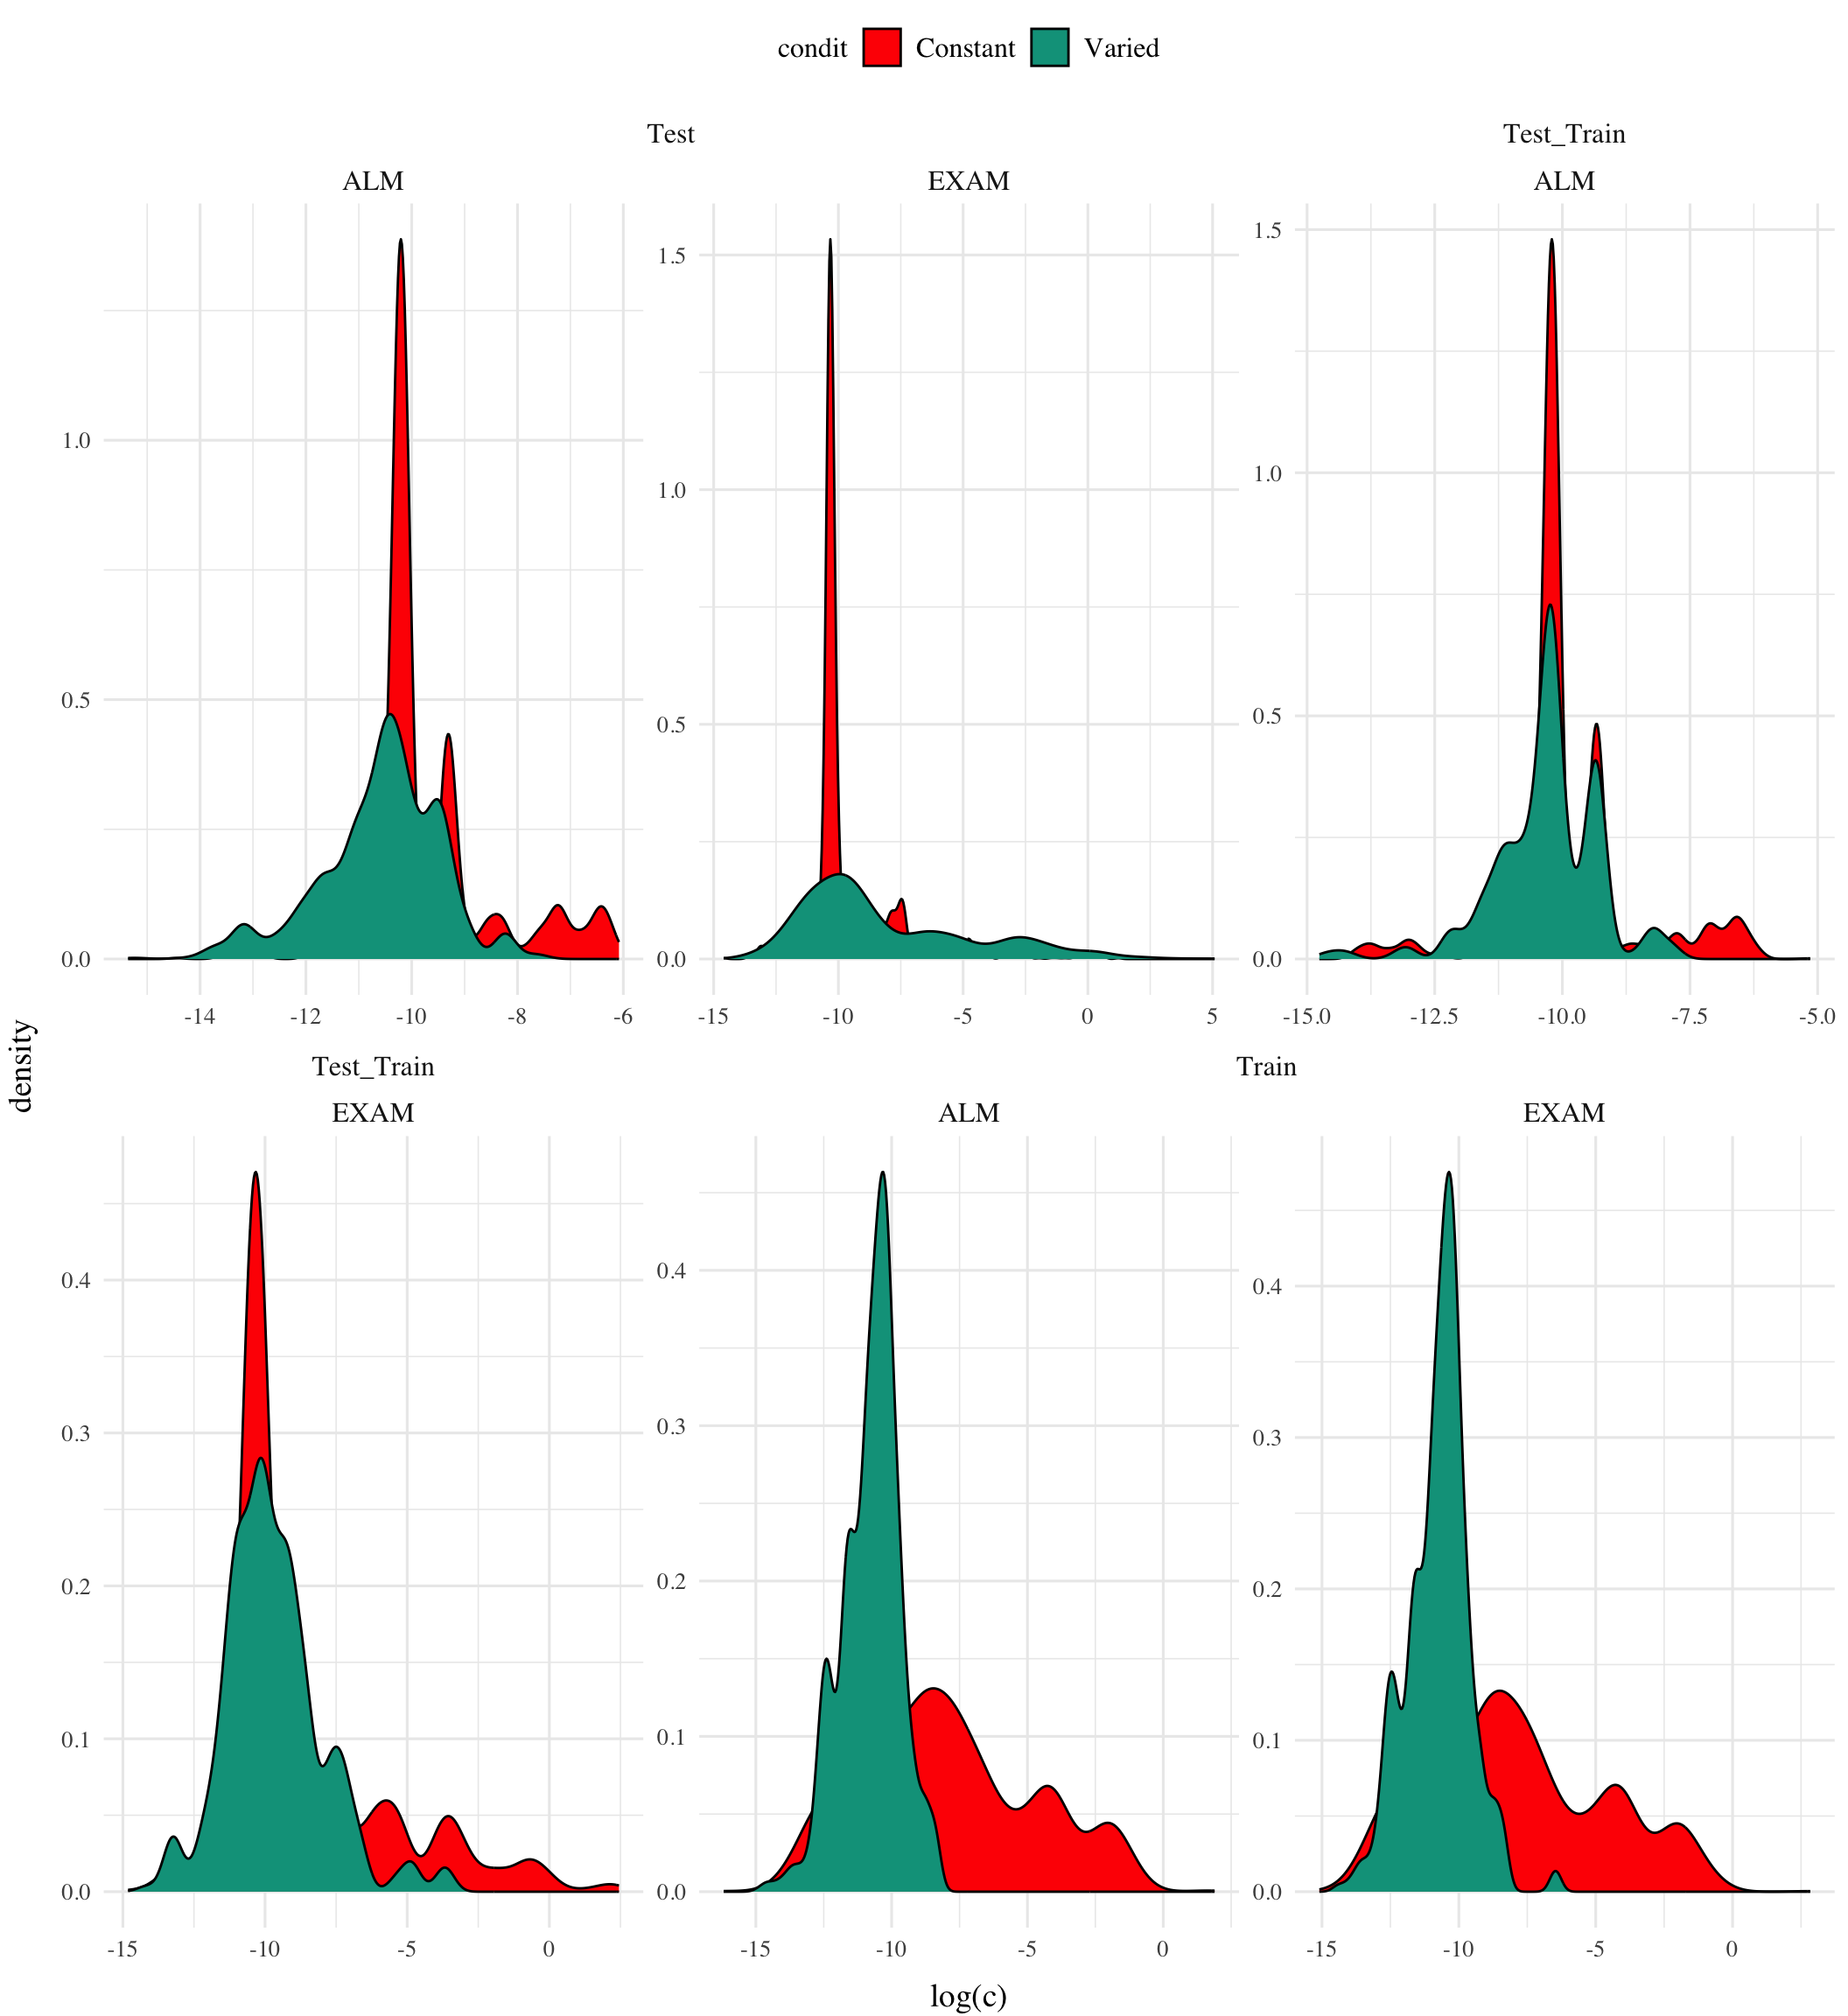 condit Constant Varied
Test Test_Train
ALM EXAM ALM
1.0
0.5
0.0
-14 -12 -10 -8 -6
1.5
1.0
0.5
0.0
-15 -10 -5 0 5
1.5
1.0
0.5
0.0
-15.0 -12.5 -10.0 -7.5 -5.0
density
Test_Train Train
EXAM ALM EXAM
0.4
0.3
0.2
0.1
0.0
-15 -10 -5 0
0.4
0.3
0.2
0.1
0.0
-15 -10 -5 0
0.4
0.3
0.2
0.1
0.0
-15 -10 -5 0
log(c)